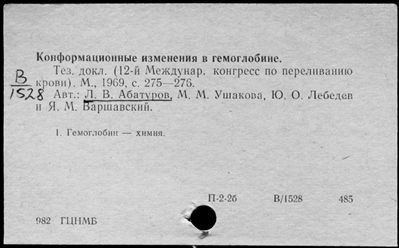 Конформационные изменения в гемоглобине.
Тез. докл. (12-й Междунар. конгресс по переливанию
крови). М., 1969, с. 275—276.
В
1528
Авт.: Л. В. Абатуров, М. М. Ушакова, Ю. О. Лебедев
и Я. М. Варшавский.
1. Гемоглобин — химия.
П-2-2б В/1528 485
982 ГЦНМБ